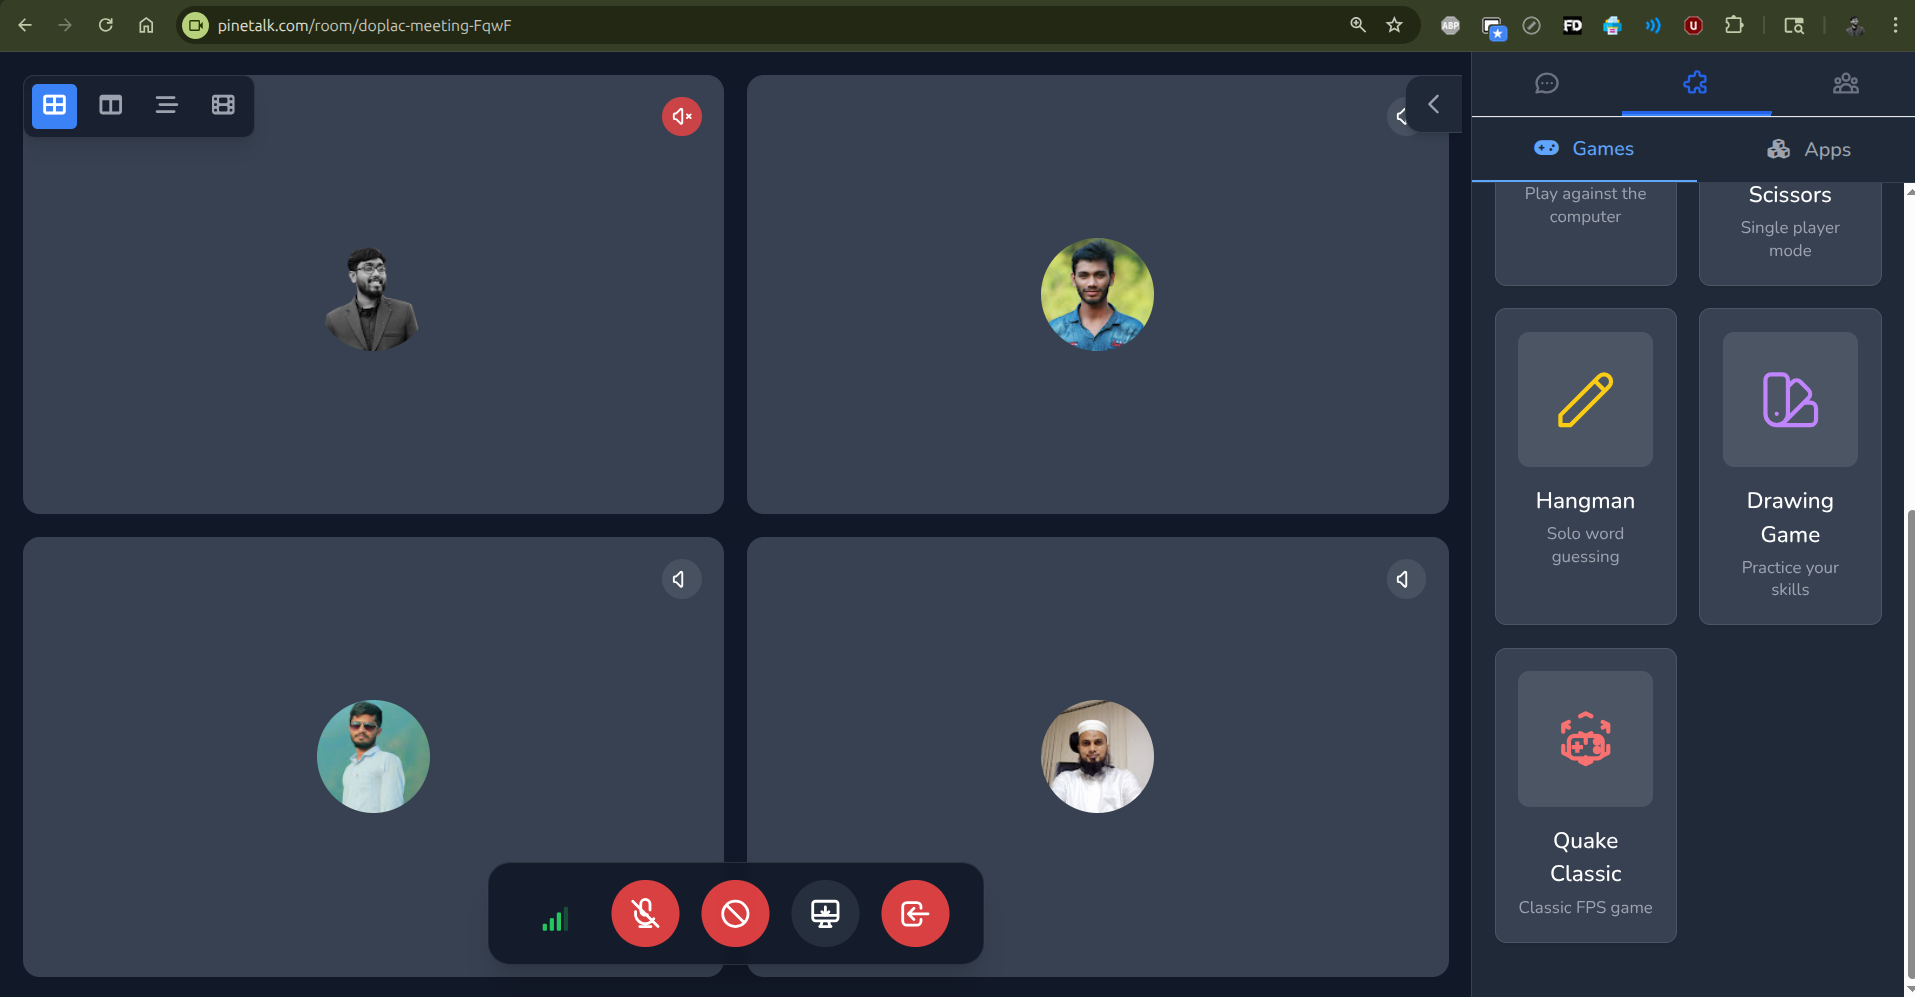 pinetalk.com/room/doplac-meeting-FqwF
ABP
FD
Games
Apps
Play against the
computer
Scissors
Single player
mode
Hangman
Solo word
guessing
Drawing
Game
Practice your
skills
Quake
Classic
Classic FPS game